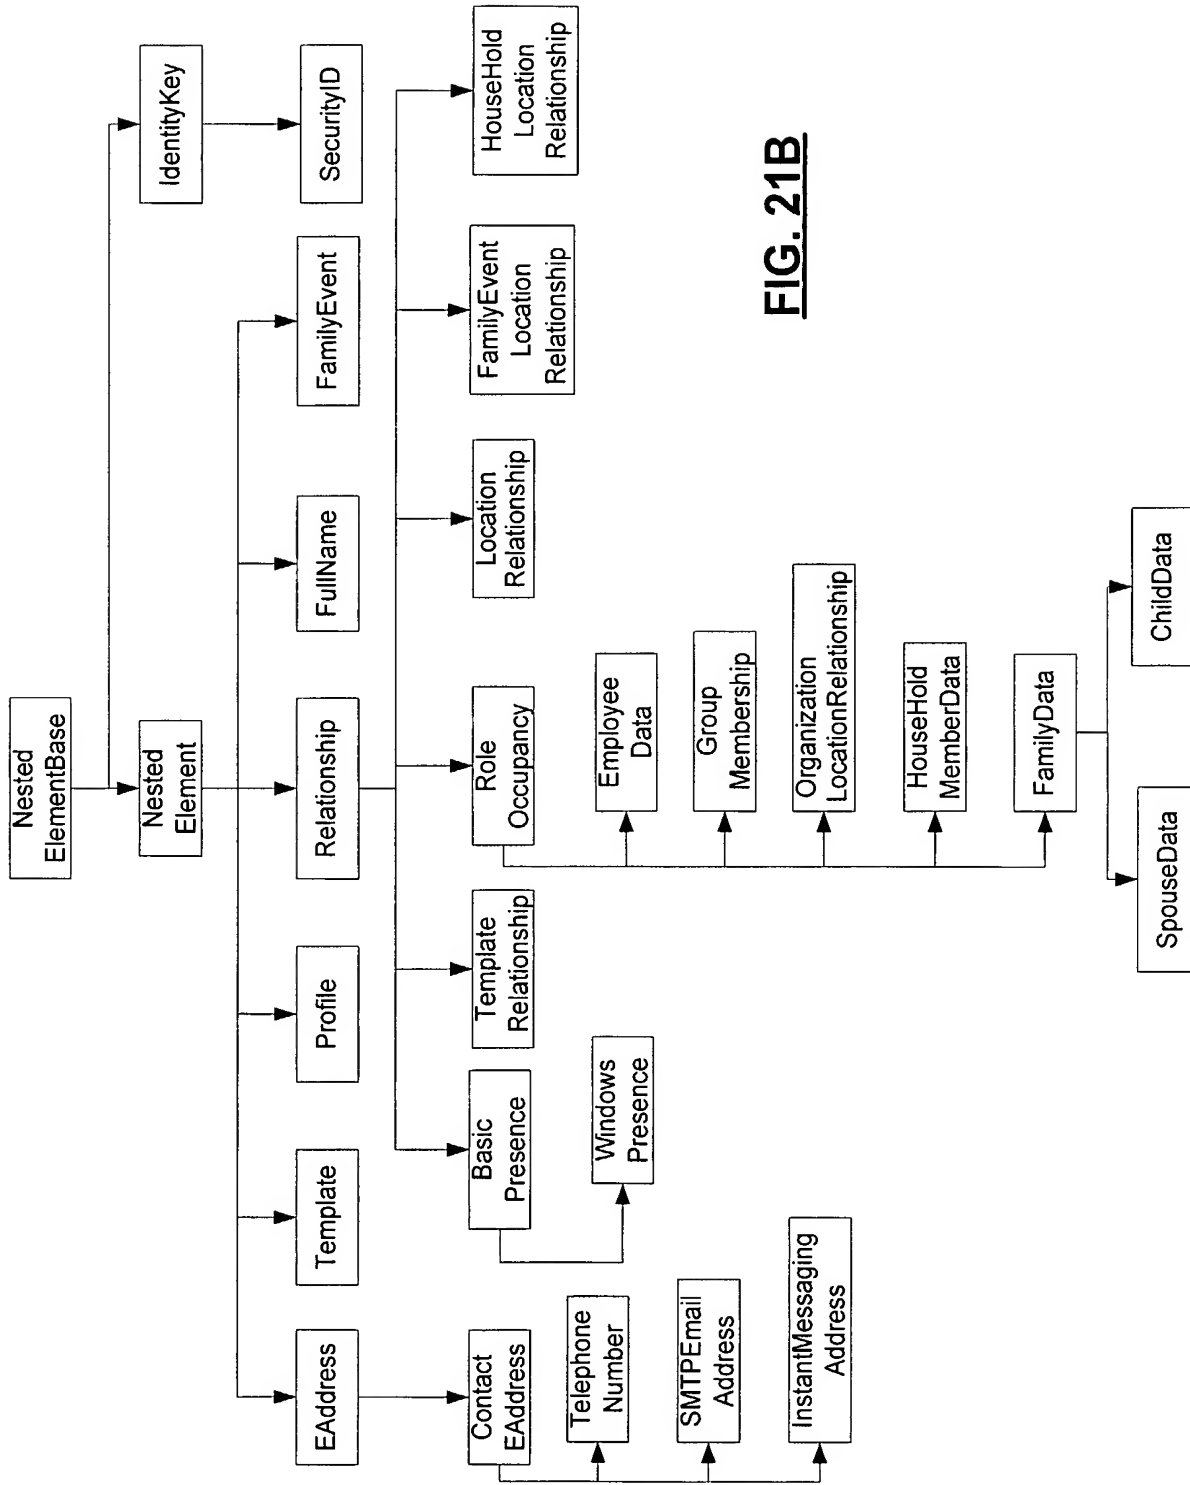 Nested
ElementBase
Nested
Element
IdentityKey
EAddress
Template
Profile
Relationship
FullName
FamilyEvent
SecurityID
Contact
EAddress
Basic
Presence
Template
Relationship
Role
Occupancy
Location
Relationship
FamilyEvent
Location
Relationship
HouseHold
Location
Relationship
Telephone
Number
SMTPEmail
Address
InstantMessaging
Address
Windows
Presence
Employee
Data
Group
Membership
Organization
LocationRelationship
HouseHold
MemberData
FamilyData
SpouseData
ChildData
FIG. 21B